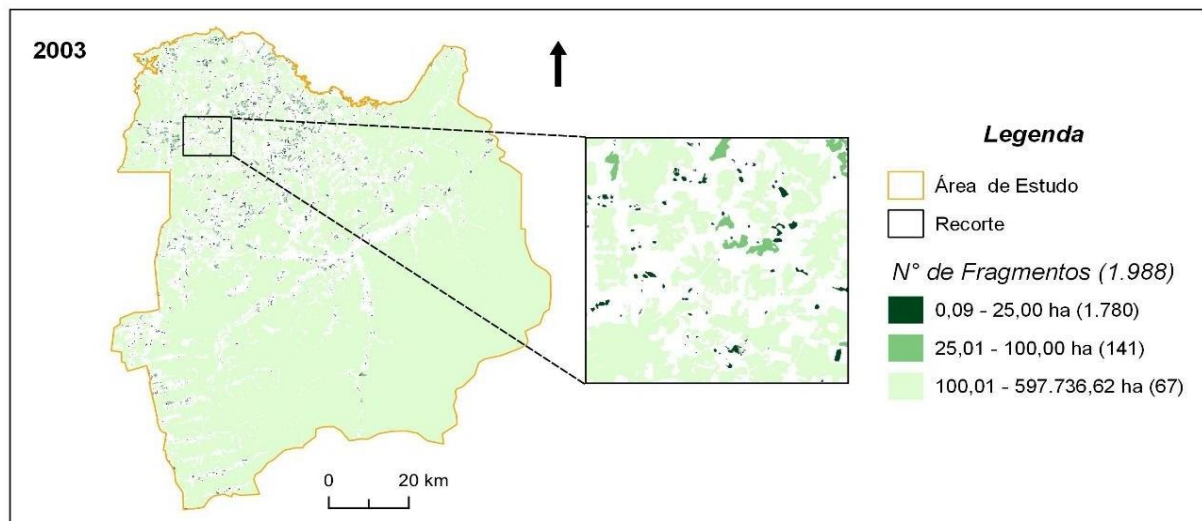 2003
Legenda
Área de Estudo
Recorte
N° de Fragmentos (1.988)
0,09 - 25,00 ha (1.780)
25,01 - 100,00 ha (141)
100,01 - 597.736,62 ha (67)
0 20 km